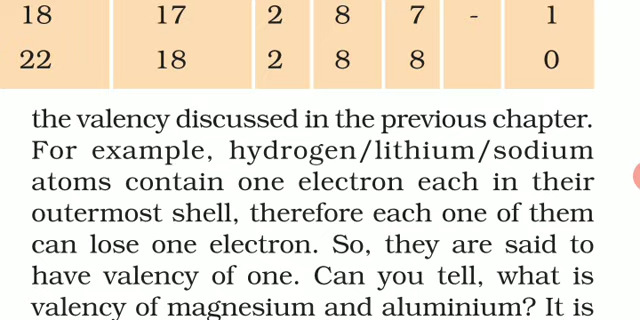 18 17 2 8 7 - 1
22 18 2 8 8 0
the valency discussed in the previous chapter.
For example, hydrogen/lithium/sodium
atoms contain one electron each in their
outermost shell, therefore each one of them
can lose one electron. So, they are said to
have valency of one. Can you tell, what is
valency of magnesium and aluminium? It is